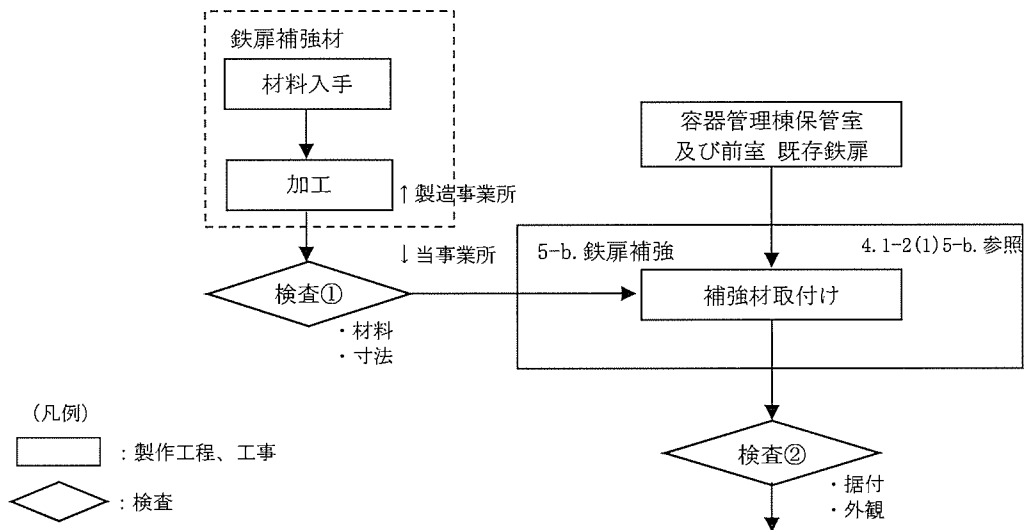 鉄扉補強材
材料入手
加工
↑製造事業所
↓当事業所
検査①
・材料
・寸法
容器管理棟保管室
及び前室 既存鉄扉
5-b. 鉄扉補強
4.1-2(1)5-b. 参照
補強材取付け
検査②
・据付
・外観
(凡例)
：製作工程、工事
：検査